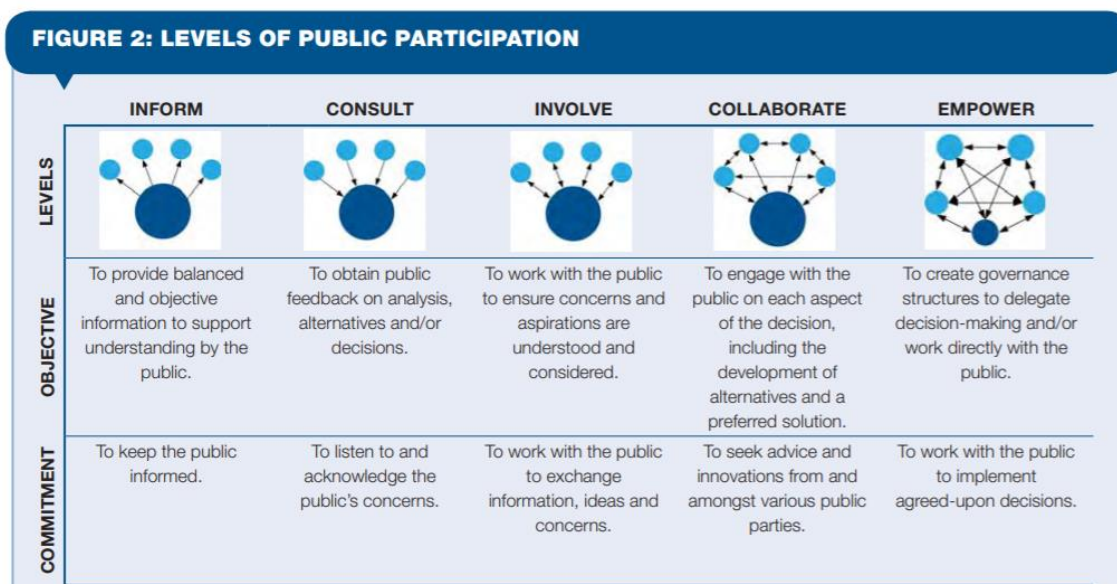 FIGURE 2: LEVELS OF PUBLIC PARTICIPATION
INFORM
CONSULT
INVOLVE
COLLABORATE
EMPOWER
LEVELS
OBJECTIVE
To provide balanced
and objective
information to support
understanding by the
public.
To obtain public
feedback on analysis,
alternatives and/or
decisions.
To work with the public
to ensure concerns and
aspirations are
understood and
considered.
To engage with the
public on each aspect
of the decision,
including the
development of
alternatives and a
preferred solution.
To create governance
structures to delegate
decision-making and/or
work directly with the
public.
COMMITMENT
To keep the public
informed.
To listen to and
acknowledge the
public's concerns.
To work with the public
to exchange
information, ideas and
concerns.
To seek advice and
innovations from and
amongst various public
parties.
To work with the public
to implement
agreed-upon decisions.